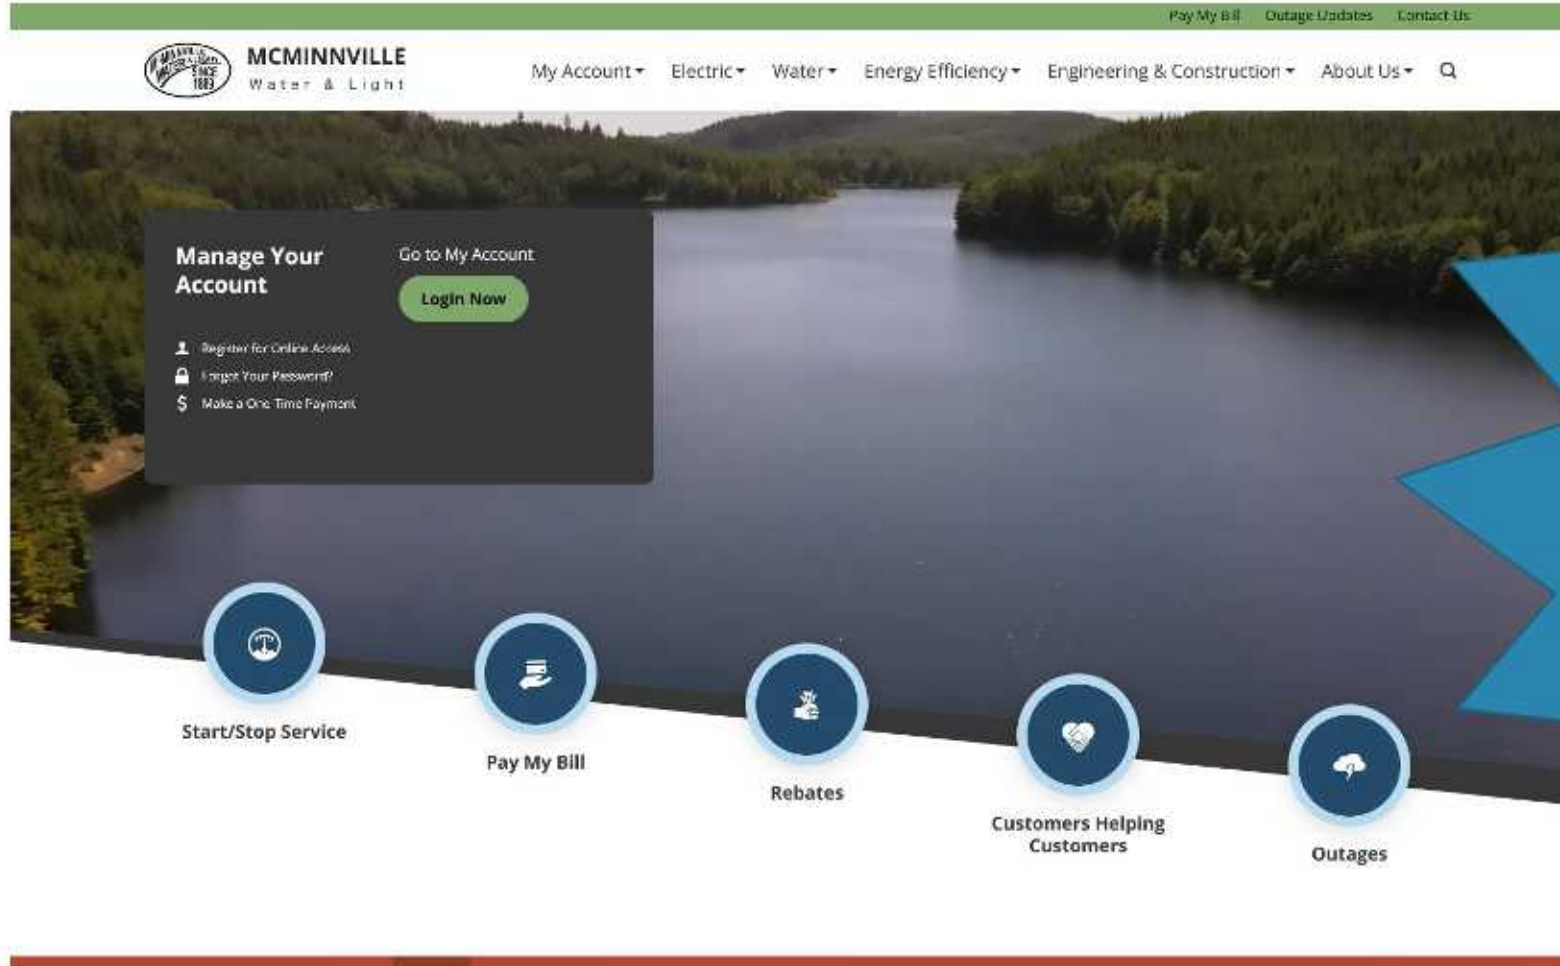 Pay My Bill Outage Updates Contact Us
SINCE
1889
MCMINNVILLE
Water & Light
My Account Electric Water Energy Efficiency Engineering & Construction About Us
Manage Your
Account
Go to My Account
Login Now
Register for Online Access
Forgot Your Password?
Make a One Time Payment
Start/Stop Service
Pay My Bill
Rebates
Customers Helping
Customers
Outages